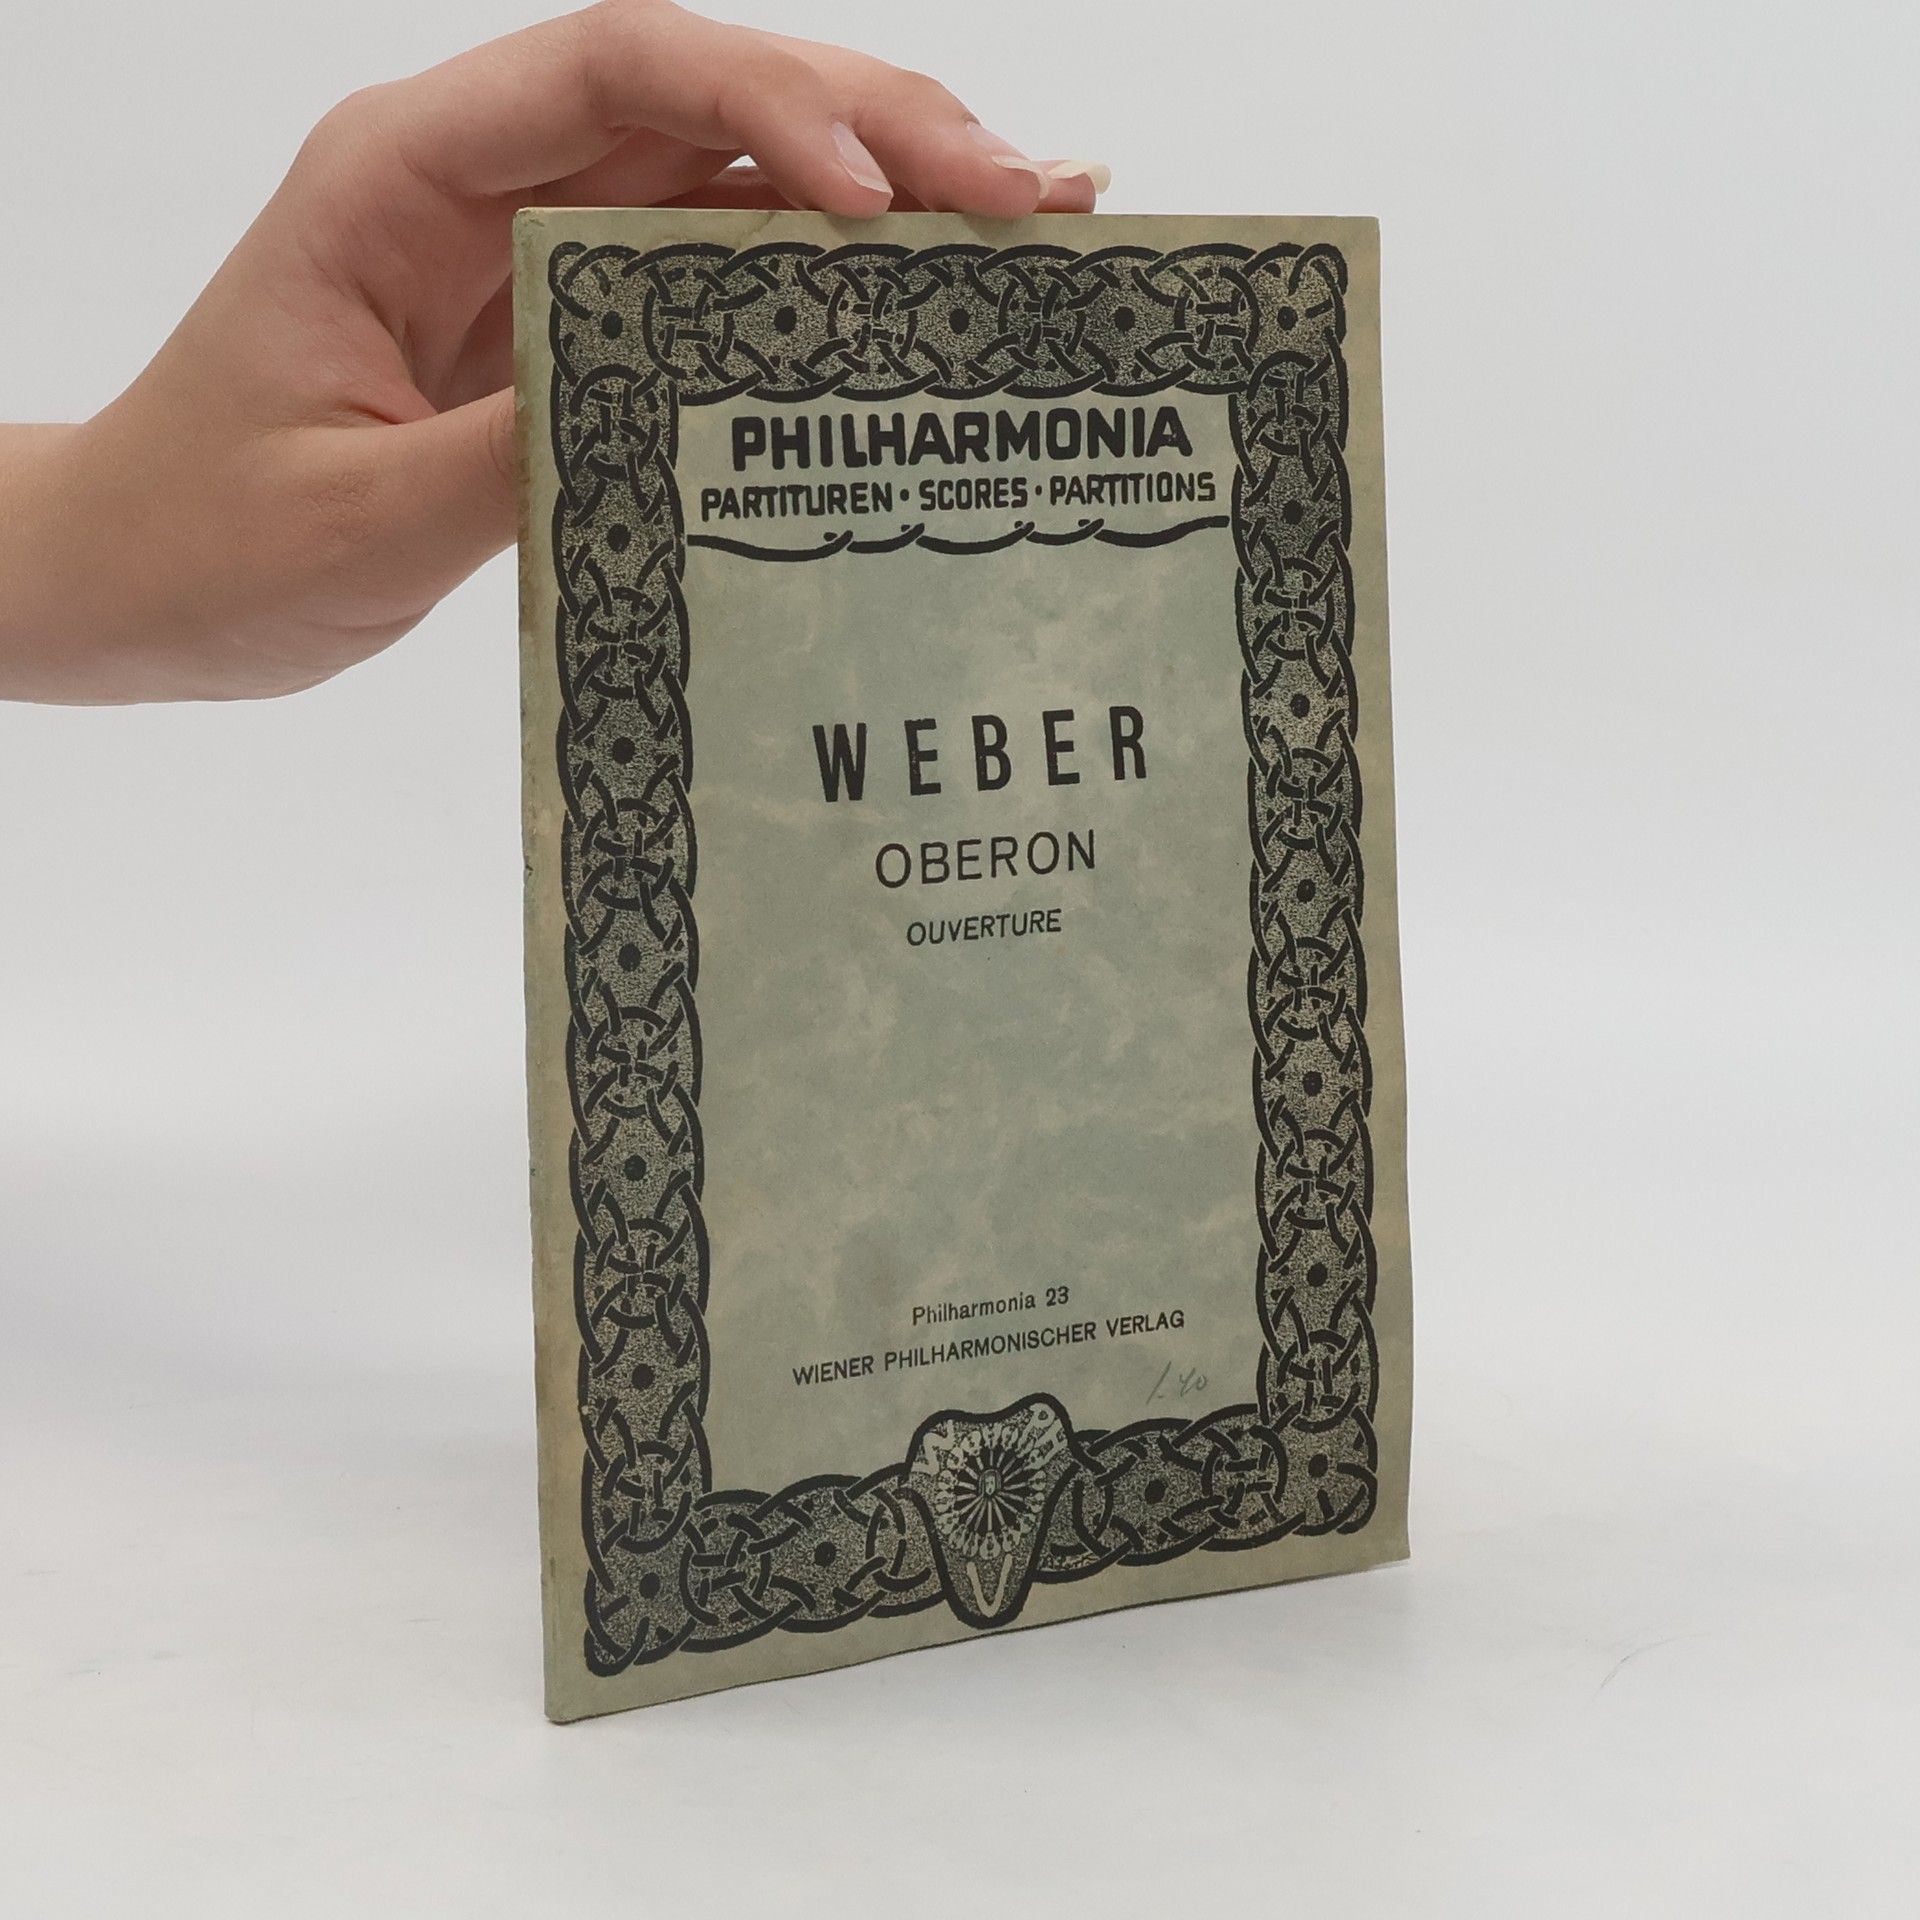 PHILHARMONIA
PARTITUREN • SCORES • PARTITIONS
WEBER
OBERON
OUVERTURE
Philharmonia 23
WIENER PHILHARMONISCHER VERLAG
1.40